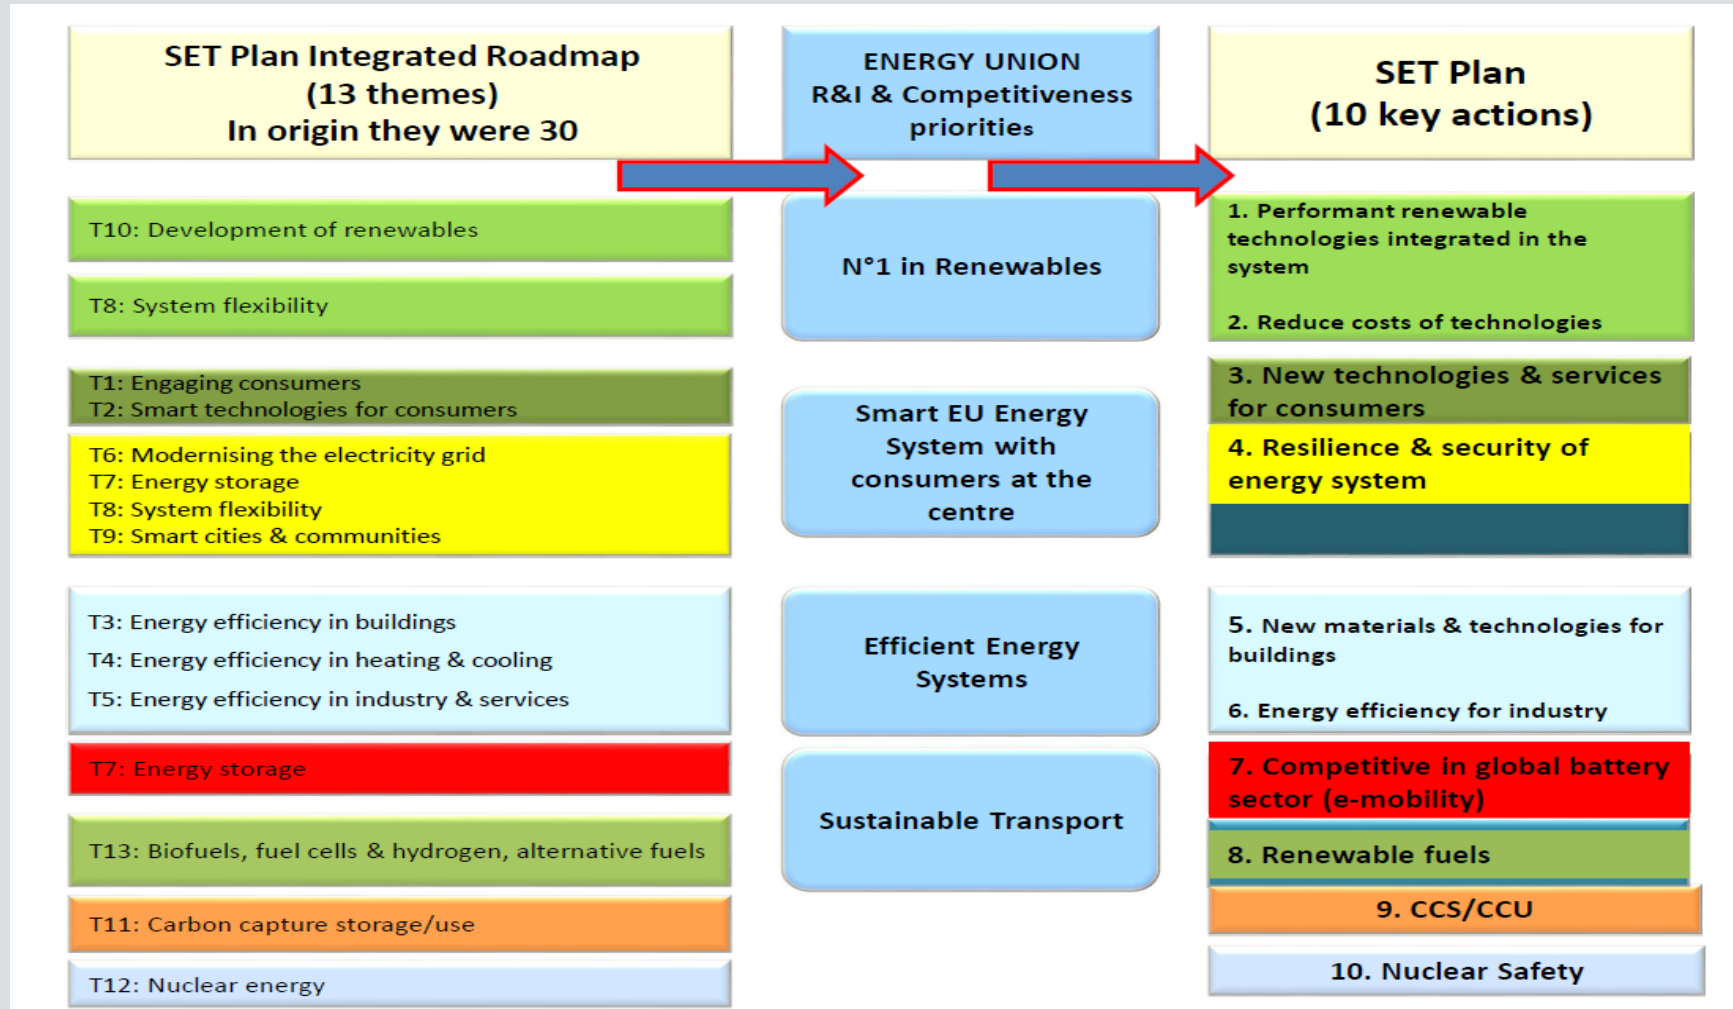 SET Plan Integrated Roadmap
(13 themes)
In origin they were 30
ENERGY UNION
R&I & Competitiveness
priorities
SET Plan
(10 key actions)
T10: Development of renewables
T8: System flexibility
N°1 in Renewables
1. Performant renewable
technologies integrated in the
system
2. Reduce costs of technologies
T1: Engaging consumers
T2: Smart technologies for consumers
T6: Modernising the electricity grid
T7: Energy storage
T8: System flexibility
T9: Smart cities & communities
Smart EU Energy
System with
consumers at the
centre
3. New technologies & services
for consumers
4. Resilience & security of
energy system
T3: Energy efficiency in buildings
T4: Energy efficiency in heating & cooling
T5: Energy efficiency in industry & services
Efficient Energy
Systems
5. New materials & technologies for
buildings
6. Energy efficiency for industry
T7: Energy storage
T13: Biofuels, fuel cells & hydrogen, alternative fuels
Sustainable Transport
7. Competitive in global battery
sector (e-mobility)
8. Renewable fuels
T11: Carbon capture storage/use
9. CCS/CCU
T12: Nuclear energy
10. Nuclear Safety